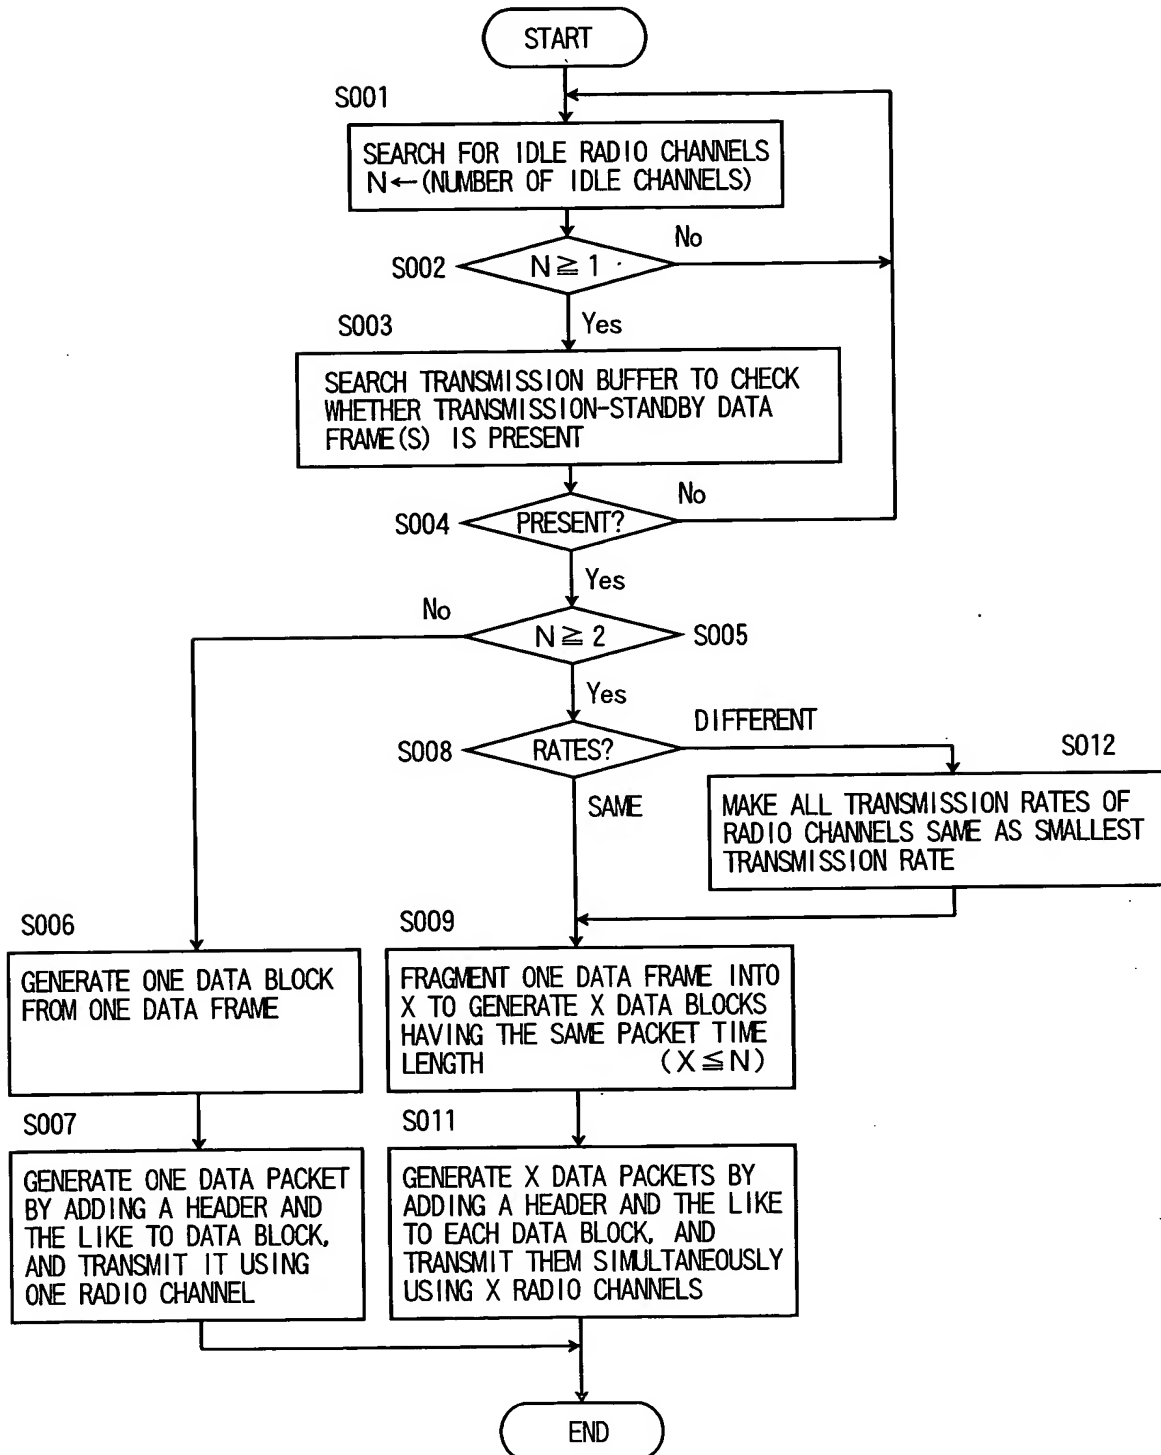 START
S001
SEARCH FOR IDLE RADIO CHANNELS
N←(NUMBER OF IDLE CHANNELS)
No
S002
N≧1
Yes
S003
SEARCH TRANSMISSION BUFFER TO CHECK
WHETHER TRANSMISSION-STANDBY DATA
FRAME(S) IS PRESENT
No
S004
PRESENT?
Yes
No
N≧2
S005
Yes
DIFFERENT
S008
RATES?
S012
SAME
MAKE ALL TRANSMISSION RATES OF
RADIO CHANNELS SAME AS SMALLEST
TRANSMISSION RATE
S006
GENERATE ONE DATA BLOCK
FROM ONE DATA FRAME
S009
FRAGMENT ONE DATA FRAME INTO
X TO GENERATE X DATA BLOCKS
HAVING THE SAME PACKET TIME
LENGTH (X≦N)
S007
GENERATE ONE DATA PACKET
BY ADDING A HEADER AND
THE LIKE TO DATA BLOCK,
AND TRANSMIT IT USING
ONE RADIO CHANNEL
S011
GENERATE X DATA PACKETS BY
ADDING A HEADER AND THE LIKE
TO EACH DATA BLOCK, AND
TRANSMIT THEM SIMULTANEOUSLY
USING X RADIO CHANNELS
END